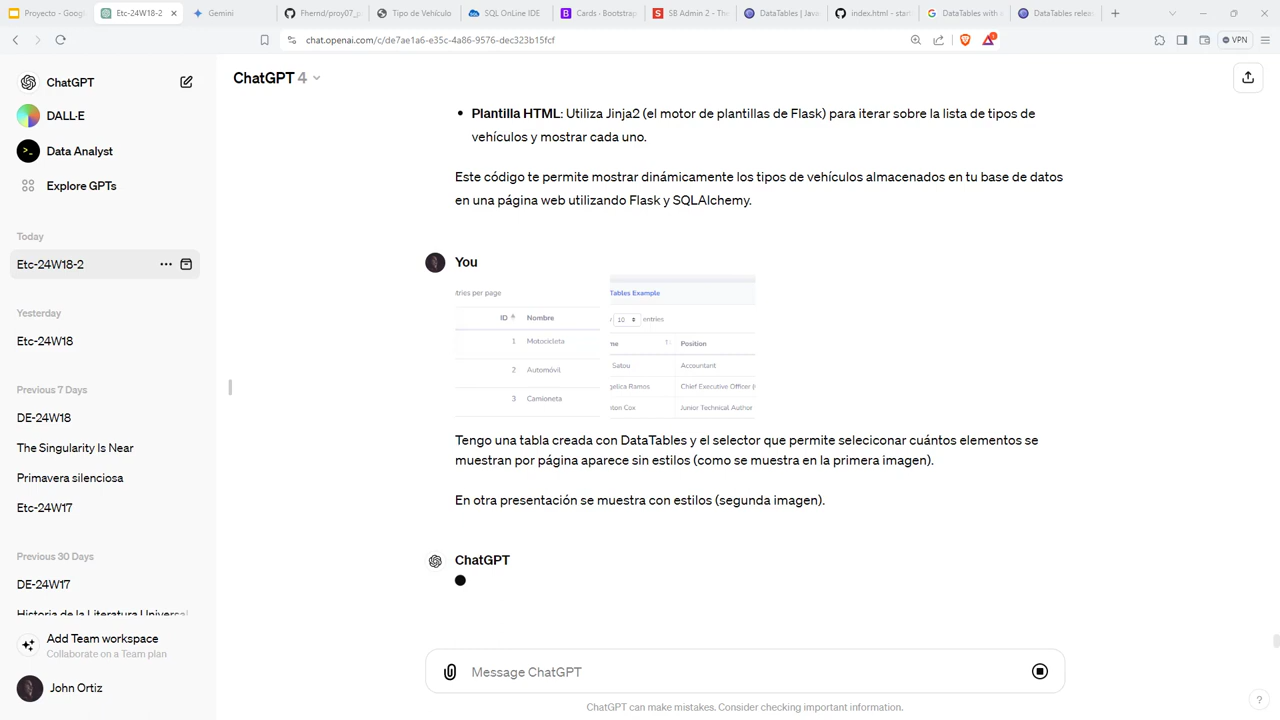 Proyecto - Googl
Etc-24W18-2
Gemini
Fhernd/proy07_p
Tipo de Vehículo
SQL OnLine IDE
Cards · Bootstrap
SB Admin 2 - The
DataTables | Java
index.html - start
DataTables with a
DataTables relea
chat.openai.com/c/de7ae1a6-e35c-4a86-9576-dec323b15fcf
VPN
ChatGPT
DALL·E
Data Analyst
Explore GPTs
Today
Etc-24W18-2
Yesterday
Etc-24W18
Previous 7 Days
DE-24W18
The Singularity Is Near
Primavera silenciosa
Etc-24W17
Previous 30 Days
DE-24W17
Historia de la Literatura Universal
Add Team workspace
Collaborate on a Team plan
John Ortiz
ChatGPT 4
• Plantilla HTML: Utiliza Jinja2 (el motor de plantillas de Flask) para iterar sobre la lista de tipos de
vehículos y mostrar cada uno.
Este código te permite mostrar dinámicamente los tipos de vehículos almacenados en tu base de datos
en una página web utilizando Flask y SQLAlchemy.
You
itries per page
ID Nombre
1 Motocicleta
2 Automóvil
3 Camioneta
Tables Example
10 entries
me Position
Satou Accountant
gelica Ramos Chief Executive Officer (
nton Cox Junior Technical Author
Tengo una tabla creada con DataTables y el selector que permite seleciconar cuántos elementos se
muestran por página aparece sin estilos (como se muestra en la primera imagen).
En otra presentación se muestra con estilos (segunda imagen).
ChatGPT
Message ChatGPT
ChatGPT can make mistakes. Consider checking important information.
?